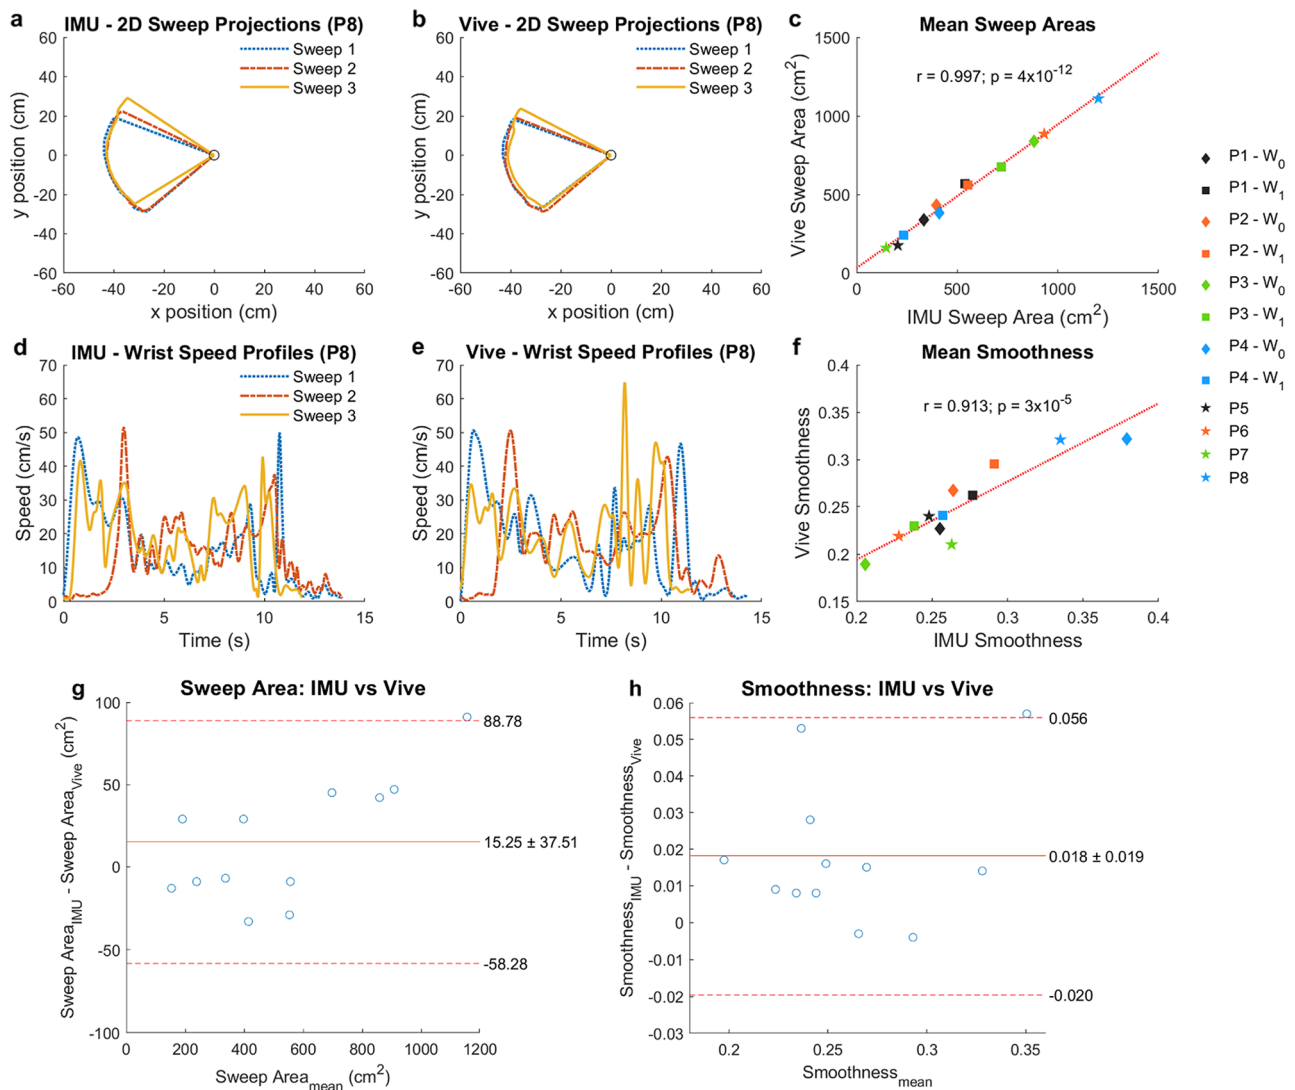 a IMU - 2D Sweep Projections (P8)
60
40
20
0
-20
-40
-60
-60 -40 -20 0 20 40 60
y position (cm)
x position (cm)
Sweep 1
Sweep 2
Sweep 3
b Vive - 2D Sweep Projections (P8)
60
40
20
0
-20
-40
-60
-60 -40 -20 0 20 40 60
y position (cm)
x position (cm)
Sweep 1
Sweep 2
Sweep 3
c Mean Sweep Areas
1500
1000
500
0
0 500 1000 1500
Vive Sweep Area (cm²)
IMU Sweep Area (cm²)
r = 0.997; p = 4x10⁻¹²
P1 - W₀
P1 - W₁
P2 - W₀
P2 - W₁
P3 - W₀
P3 - W₁
P4 - W₀
P4 - W₁
P5
P6
P7
P8
d IMU - Wrist Speed Profiles (P8)
70
60
50
40
30
20
10
0
0 5 10 15
Speed (cm/s)
Time (s)
Sweep 1
Sweep 2
Sweep 3
e Vive - Wrist Speed Profiles (P8)
70
60
50
40
30
20
10
0
0 5 10 15
Speed (cm/s)
Time (s)
f Mean Smoothness
0.4
0.35
0.3
0.25
0.2
0.15
0.2 0.25 0.3 0.35 0.4
Vive Smoothness
IMU Smoothness
r = 0.913; p = 3x10⁻⁵
g Sweep Area: IMU vs Vive
100
50
0
-50
-100
0 200 400 600 800 1000 1200
Sweep Area_IMU - Sweep Area_Vive (cm²)
Sweep Area_mean (cm²)
88.78
15.25 ± 37.51
-58.28
h Smoothness: IMU vs Vive
0.06
0.05
0.04
0.03
0.02
0.01
0
-0.01
-0.02
-0.03
0.2 0.25 0.3 0.35
Smoothness_IMU - Smoothness_Vive
Smoothness_mean
0.056
0.018 ± 0.019
-0.020